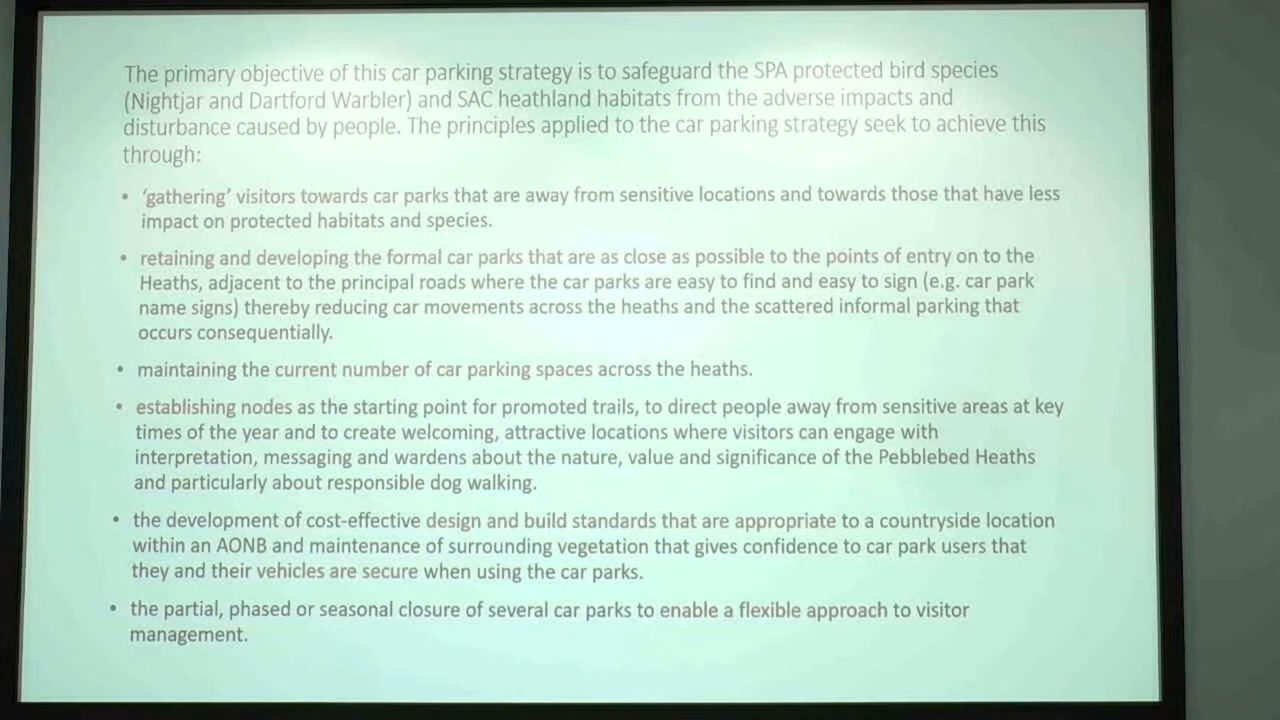 The primary objective of this car parking strategy is to safeguard the SPA protected bird species
(Nightjar and Dartford Warbler) and SAC heathland habitats from the adverse impacts and
disturbance caused by people. The principles applied to the car parking strategy seek to achieve this
through:
• ‘gathering’ visitors towards car parks that are away from sensitive locations and towards those that have less
impact on protected habitats and species.
• retaining and developing the formal car parks that are as close as possible to the points of entry on to the
Heaths, adjacent to the principal roads where the car parks are easy to find and easy to sign (e.g. car park
name signs) thereby reducing car movements across the heaths and the scattered informal parking that
occurs consequentially.
• maintaining the current number of car parking spaces across the heaths.
• establishing nodes as the starting point for promoted trails, to direct people away from sensitive areas at key
times of the year and to create welcoming, attractive locations where visitors can engage with
interpretation, messaging and wardens about the nature, value and significance of the Pebblebed Heaths
and particularly about responsible dog walking.
• the development of cost-effective design and build standards that are appropriate to a countryside location
within an AONB and maintenance of surrounding vegetation that gives confidence to car park users that
they and their vehicles are secure when using the car parks.
• the partial, phased or seasonal closure of several car parks to enable a flexible approach to visitor
management.